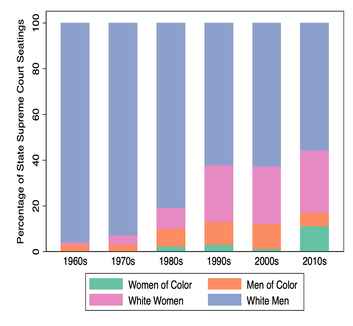 Percentage of State Supreme Court Seatings
100
80
60
40
20
0
1960s 1970s 1980s 1990s 2000s 2010s
Women of Color Men of Color
White Women White Men